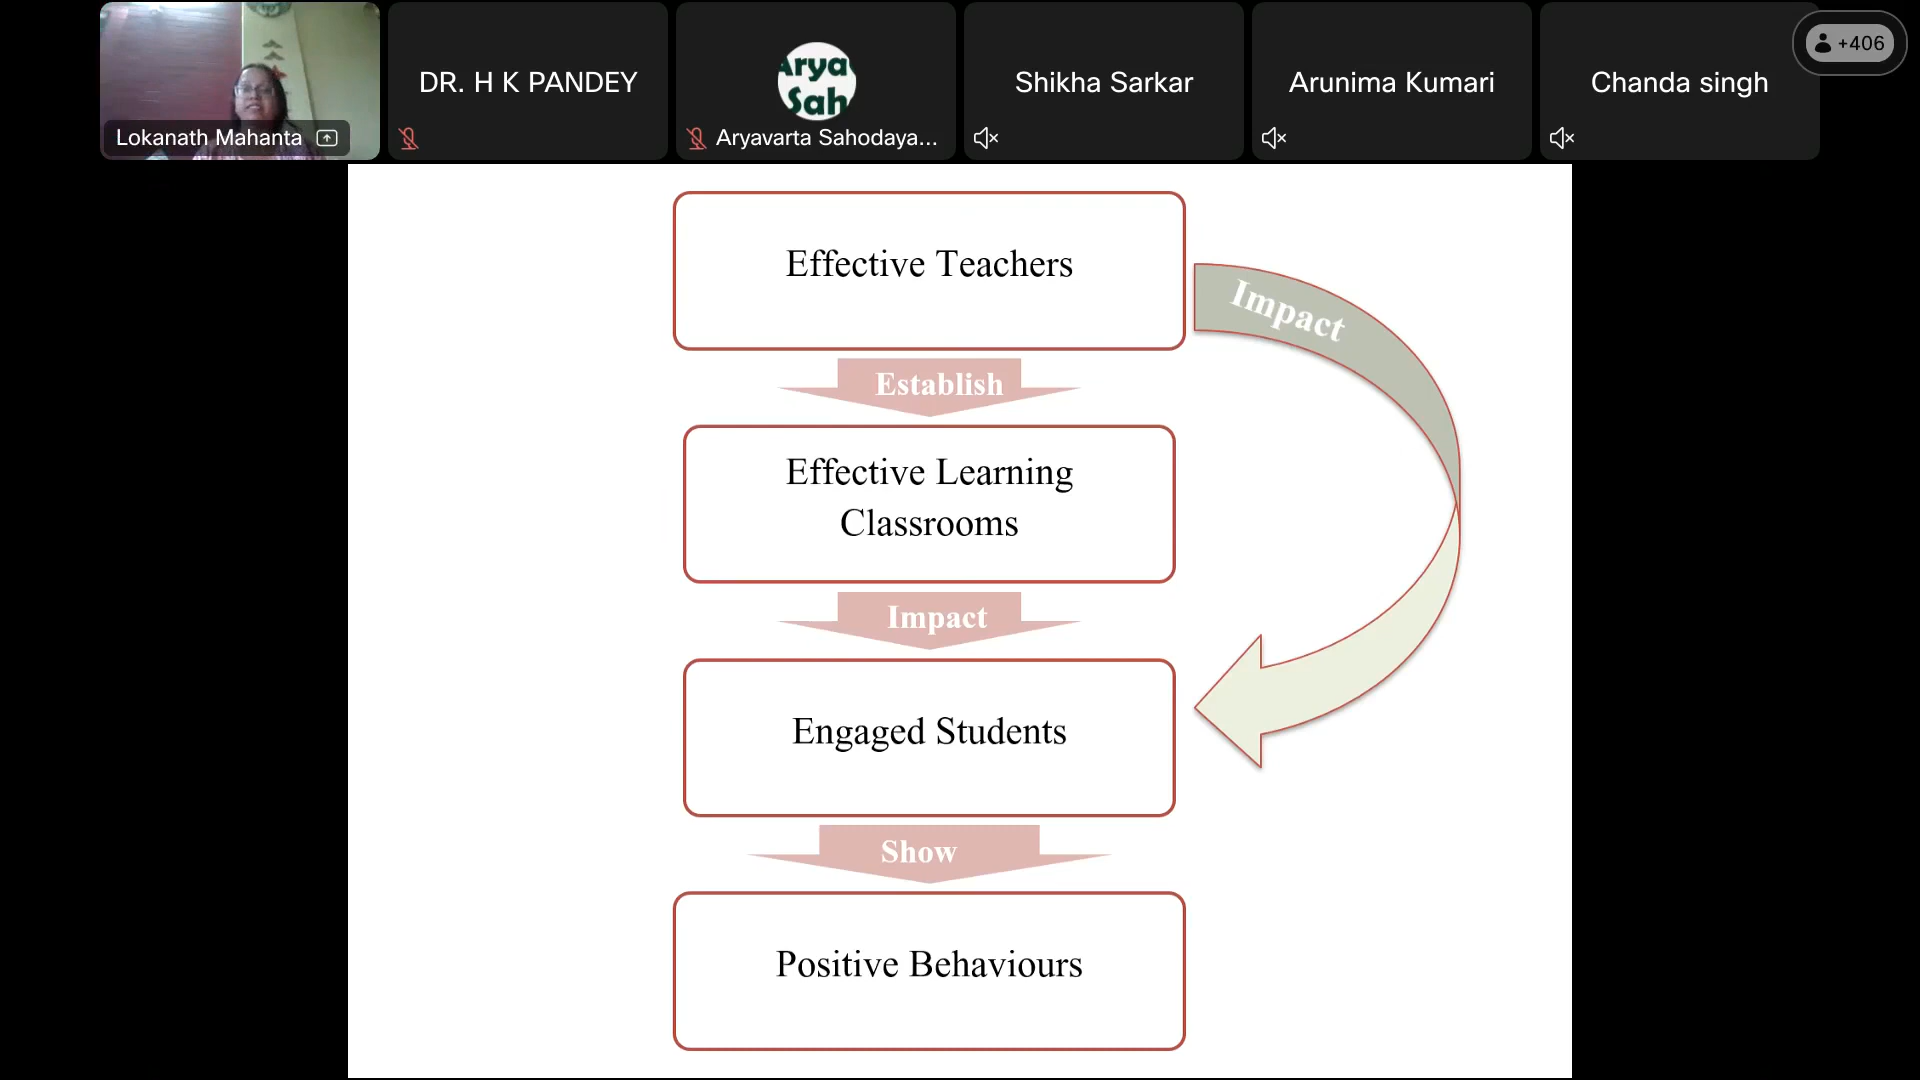 Lokanath Mahanta
DR. H K PANDEY
Arya
Sah
Aryavarta Sahodaya...
Shikha Sarkar
Arunima Kumari
Chanda singh
+406
Effective Teachers
Impact
Establish
Effective Learning
Classrooms
Impact
Engaged Students
Show
Positive Behaviours